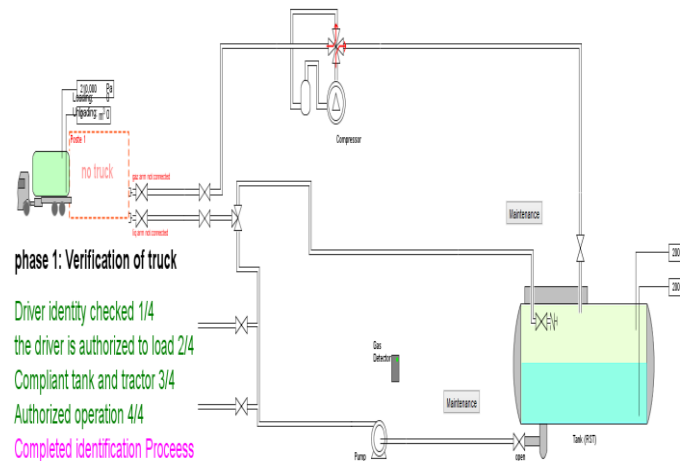 210,000 Pa
Loading: 0
Unloading: m³ 0
Poste 1
no truck
gaz arm not connected
liq arm not connected
Compressor
Maintenance
phase 1: Verification of truck
Driver identity checked 1/4
the driver is authorized to load 2/4
Compliant tank and tractor 3/4
Authorized operation 4/4
Completed identification Proceess
200
200
Gas
Detector
Maintenance
Pump
open
Tank (RST)